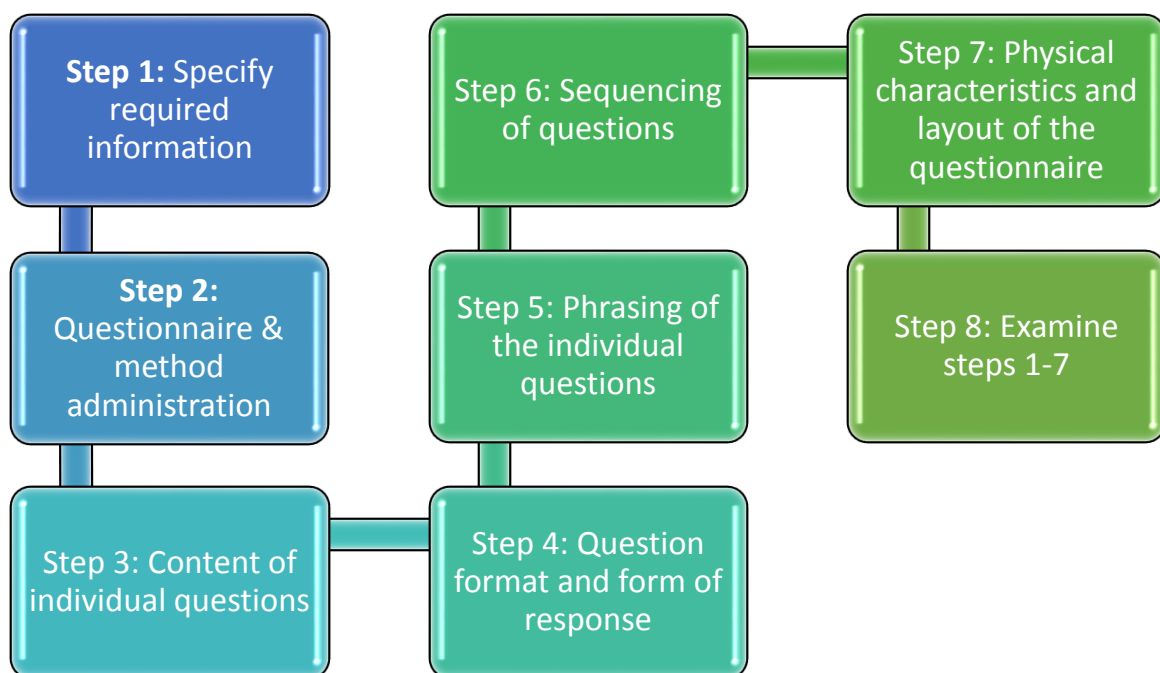 Step 1: Specify
required
information
Step 2:
Questionnaire &
method
administration
Step 3: Content of
individual questions
Step 4: Question
format and form of
response
Step 5: Phrasing of
the individual
questions
Step 6: Sequencing
of questions
Step 7: Physical
characteristics and
layout of the
questionnaire
Step 8: Examine
steps 1-7